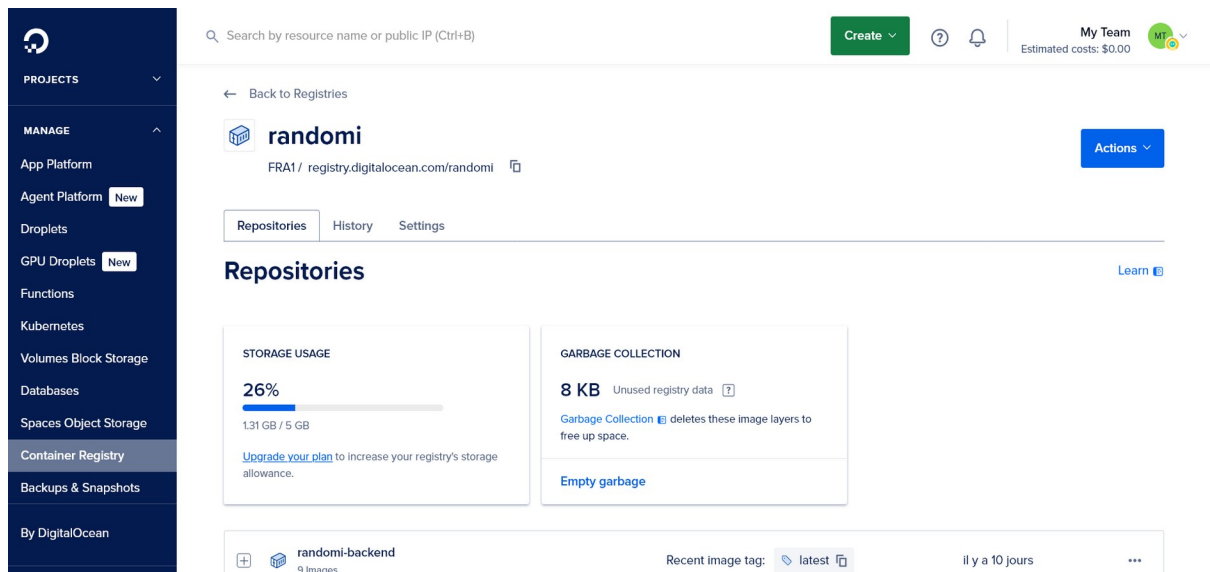 Search by resource name or public IP (Ctrl+B)
Create
?
My Team
Estimated costs: $0.00
MT
PROJECTS
MANAGE
App Platform
Agent Platform New
Droplets
GPU Droplets New
Functions
Kubernetes
Volumes Block Storage
Databases
Spaces Object Storage
Container Registry
Backups & Snapshots
By DigitalOcean
← Back to Registries
randomi
FRA1 / registry.digitalocean.com/randomi
Actions
Repositories History Settings
Repositories
Learn
STORAGE USAGE
26%
1.31 GB / 5 GB
Upgrade your plan to increase your registry's storage
allowance.
GARBAGE COLLECTION
8 KB Unused registry data ?
Garbage Collection deletes these image layers to
free up space.
Empty garbage
randomi-backend
9 Images
Recent image tag: latest
il y a 10 jours